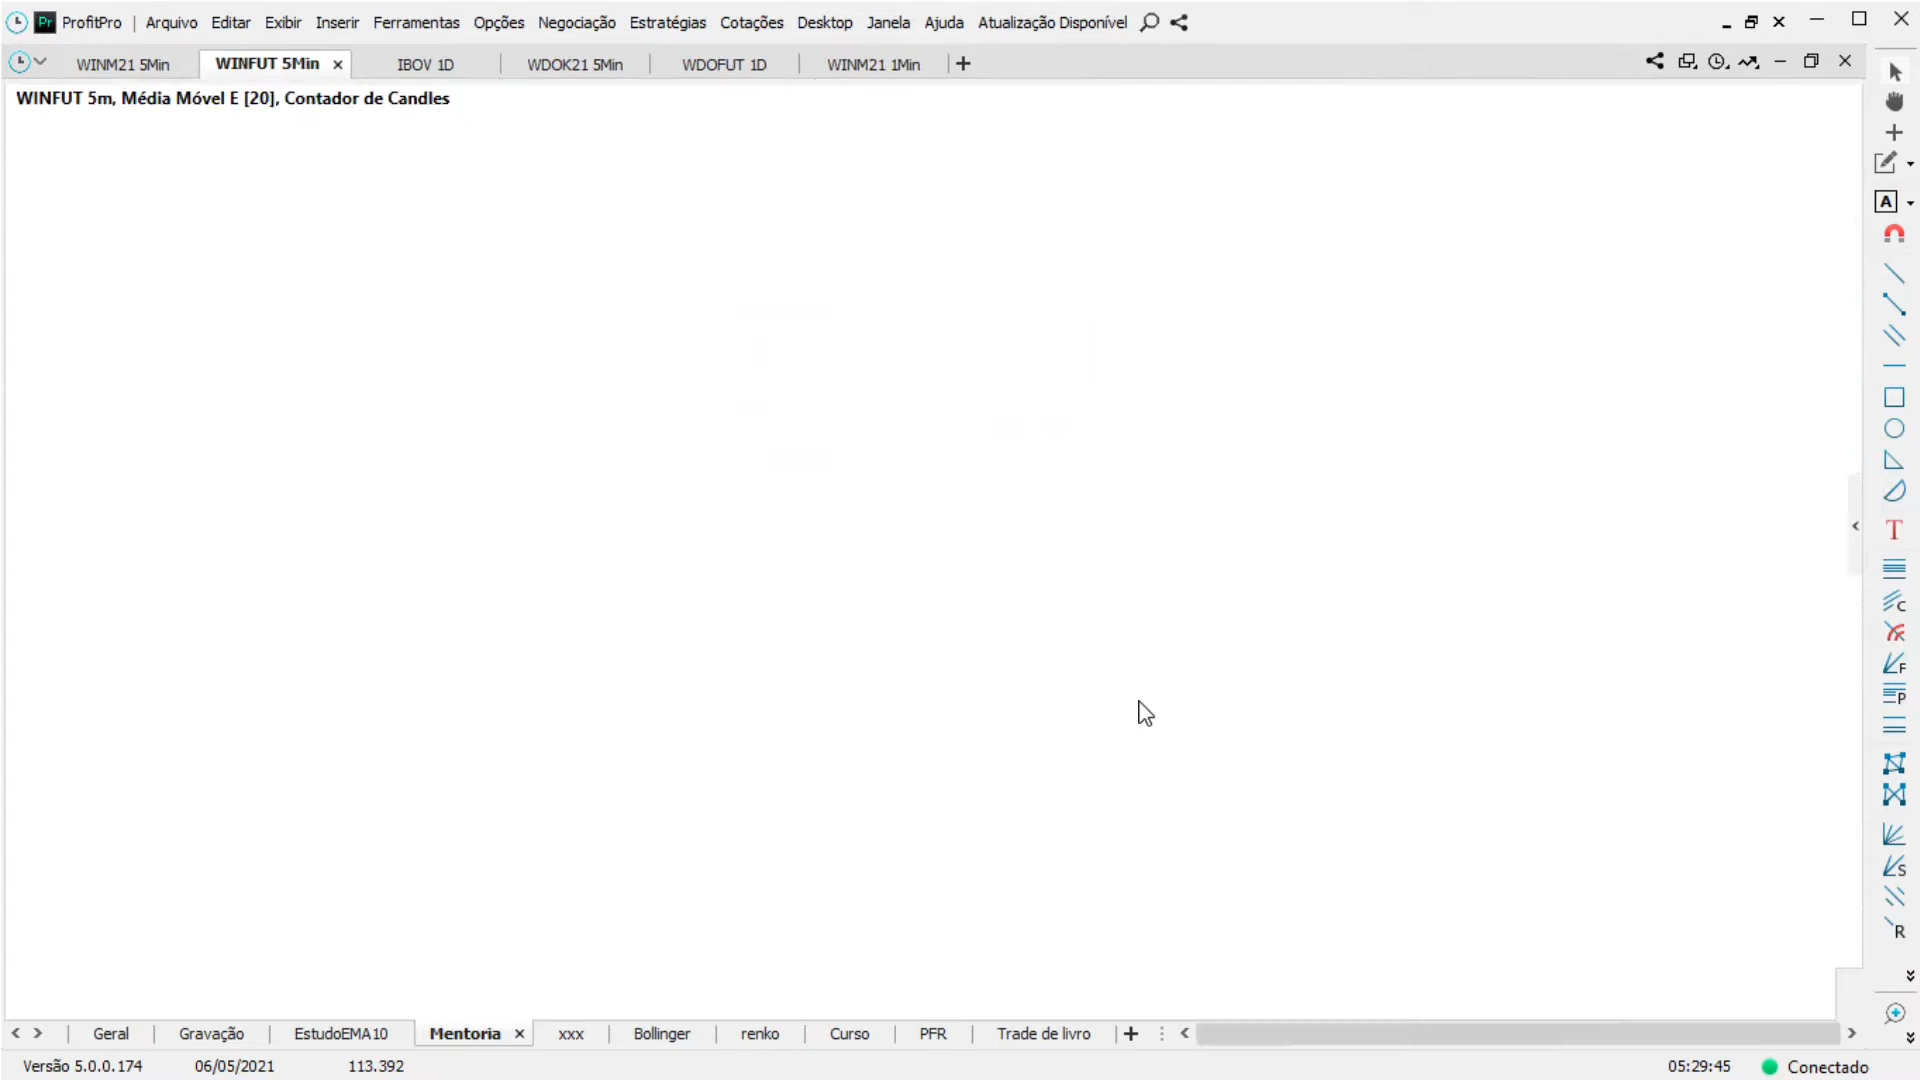 Pr ProfitPro | Arquivo Editar Exibir Inserir Ferramentas Opções Negociação Estratégias Cotações Desktop Janela Ajuda Atualização Disponível
WINM21 5Min WINFUT 5Min IBOV 1D WDOK21 5Min WDOFUT 1D WINM21 1Min
WINFUT 5m, Média Móvel E [20], Contador de Candles
A
T
C
F
P
S
R
Geral Gravação EstudoEMA10 Mentoria xxx Bollinger renko Curso PFR Trade de livro
Versão 5.0.0.174 06/05/2021 113.392 05:29:45 Conectado